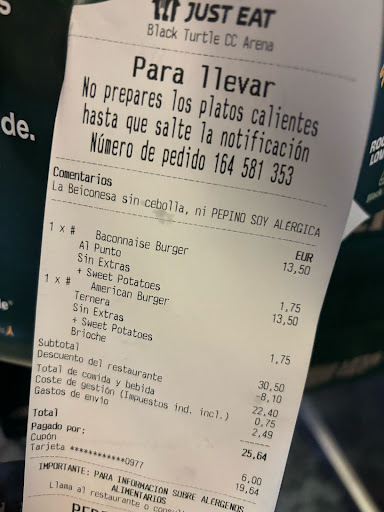 JUST EAT
Black Turtle CC Arena
Para llevar
No prepares los platos calientes
hasta que salte la notificación
Número de pedido 164 581 353
Comentarios
La Beiconesa sin cebolla, ni PEPINO SOY ALÉRGICA
EUR
1 x # Baconnaise Burger 13,50
Al Punto
Sin Extras
+ Sweet Potatoes 1,75
1 x # American Burger 13,50
Ternera
Sin Extras
+ Sweet Potatoes 1,75
Brioche
Subtotal 30,50
Descuento del restaurante -8,10
Total de comida y bebida 22,40
Coste de gestión (Impuestos ind. incl.) 0,75
Gastos de envio 2,49
Total 25,64
Pagado por:
Cupón 6,00
Tarjeta ************0977 19,64
IMPORTANTE: PARA INFORMACION SOBRE ALÉRGENOS
ALIMENTARIOS
Llama al restaurante o
de.